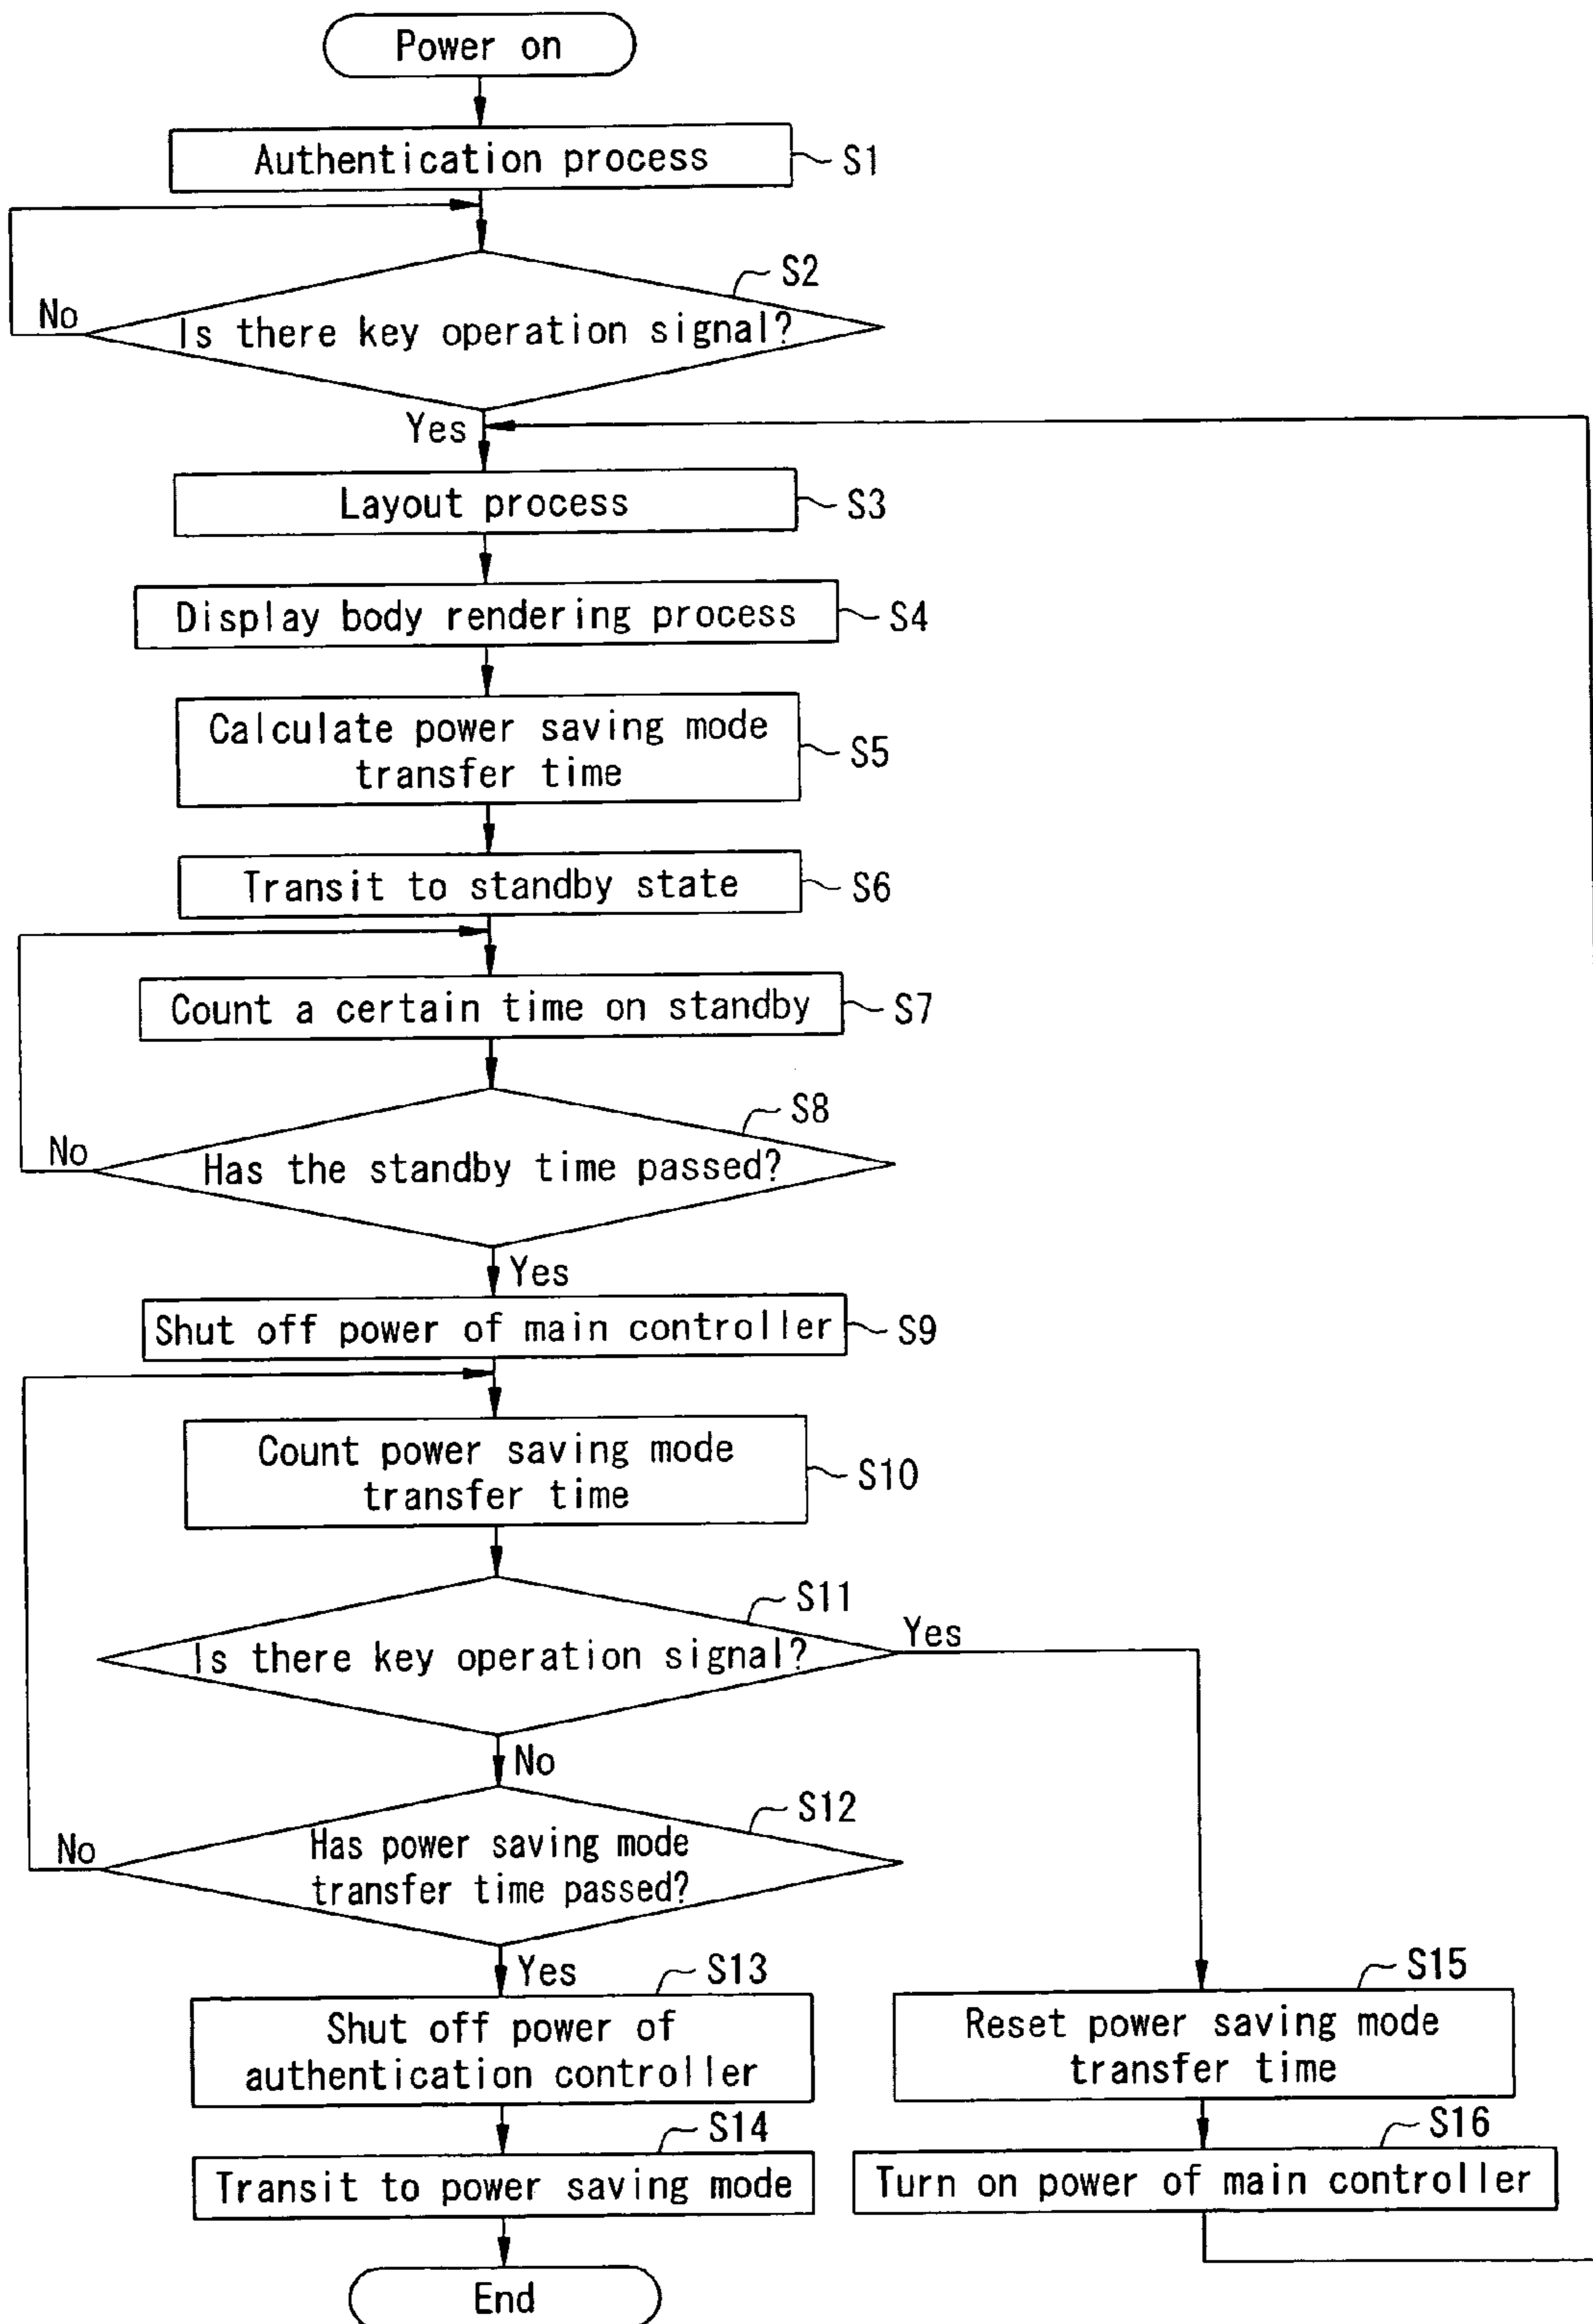 Power on
Authentication process
S1
S2
No
Is there key operation signal?
Yes
Layout process
S3
Display body rendering process
S4
Calculate power saving mode
transfer time
S5
Transit to standby state
S6
Count a certain time on standby
S7
S8
No
Has the standby time passed?
Yes
Shut off power of main controller
S9
Count power saving mode
transfer time
S10
S11
Yes
Is there key operation signal?
No
S12
No
Has power saving mode
transfer time passed?
Yes
S13
Shut off power of
authentication controller
S14
Transit to power saving mode
End
S15
Reset power saving mode
transfer time
S16
Turn on power of main controller